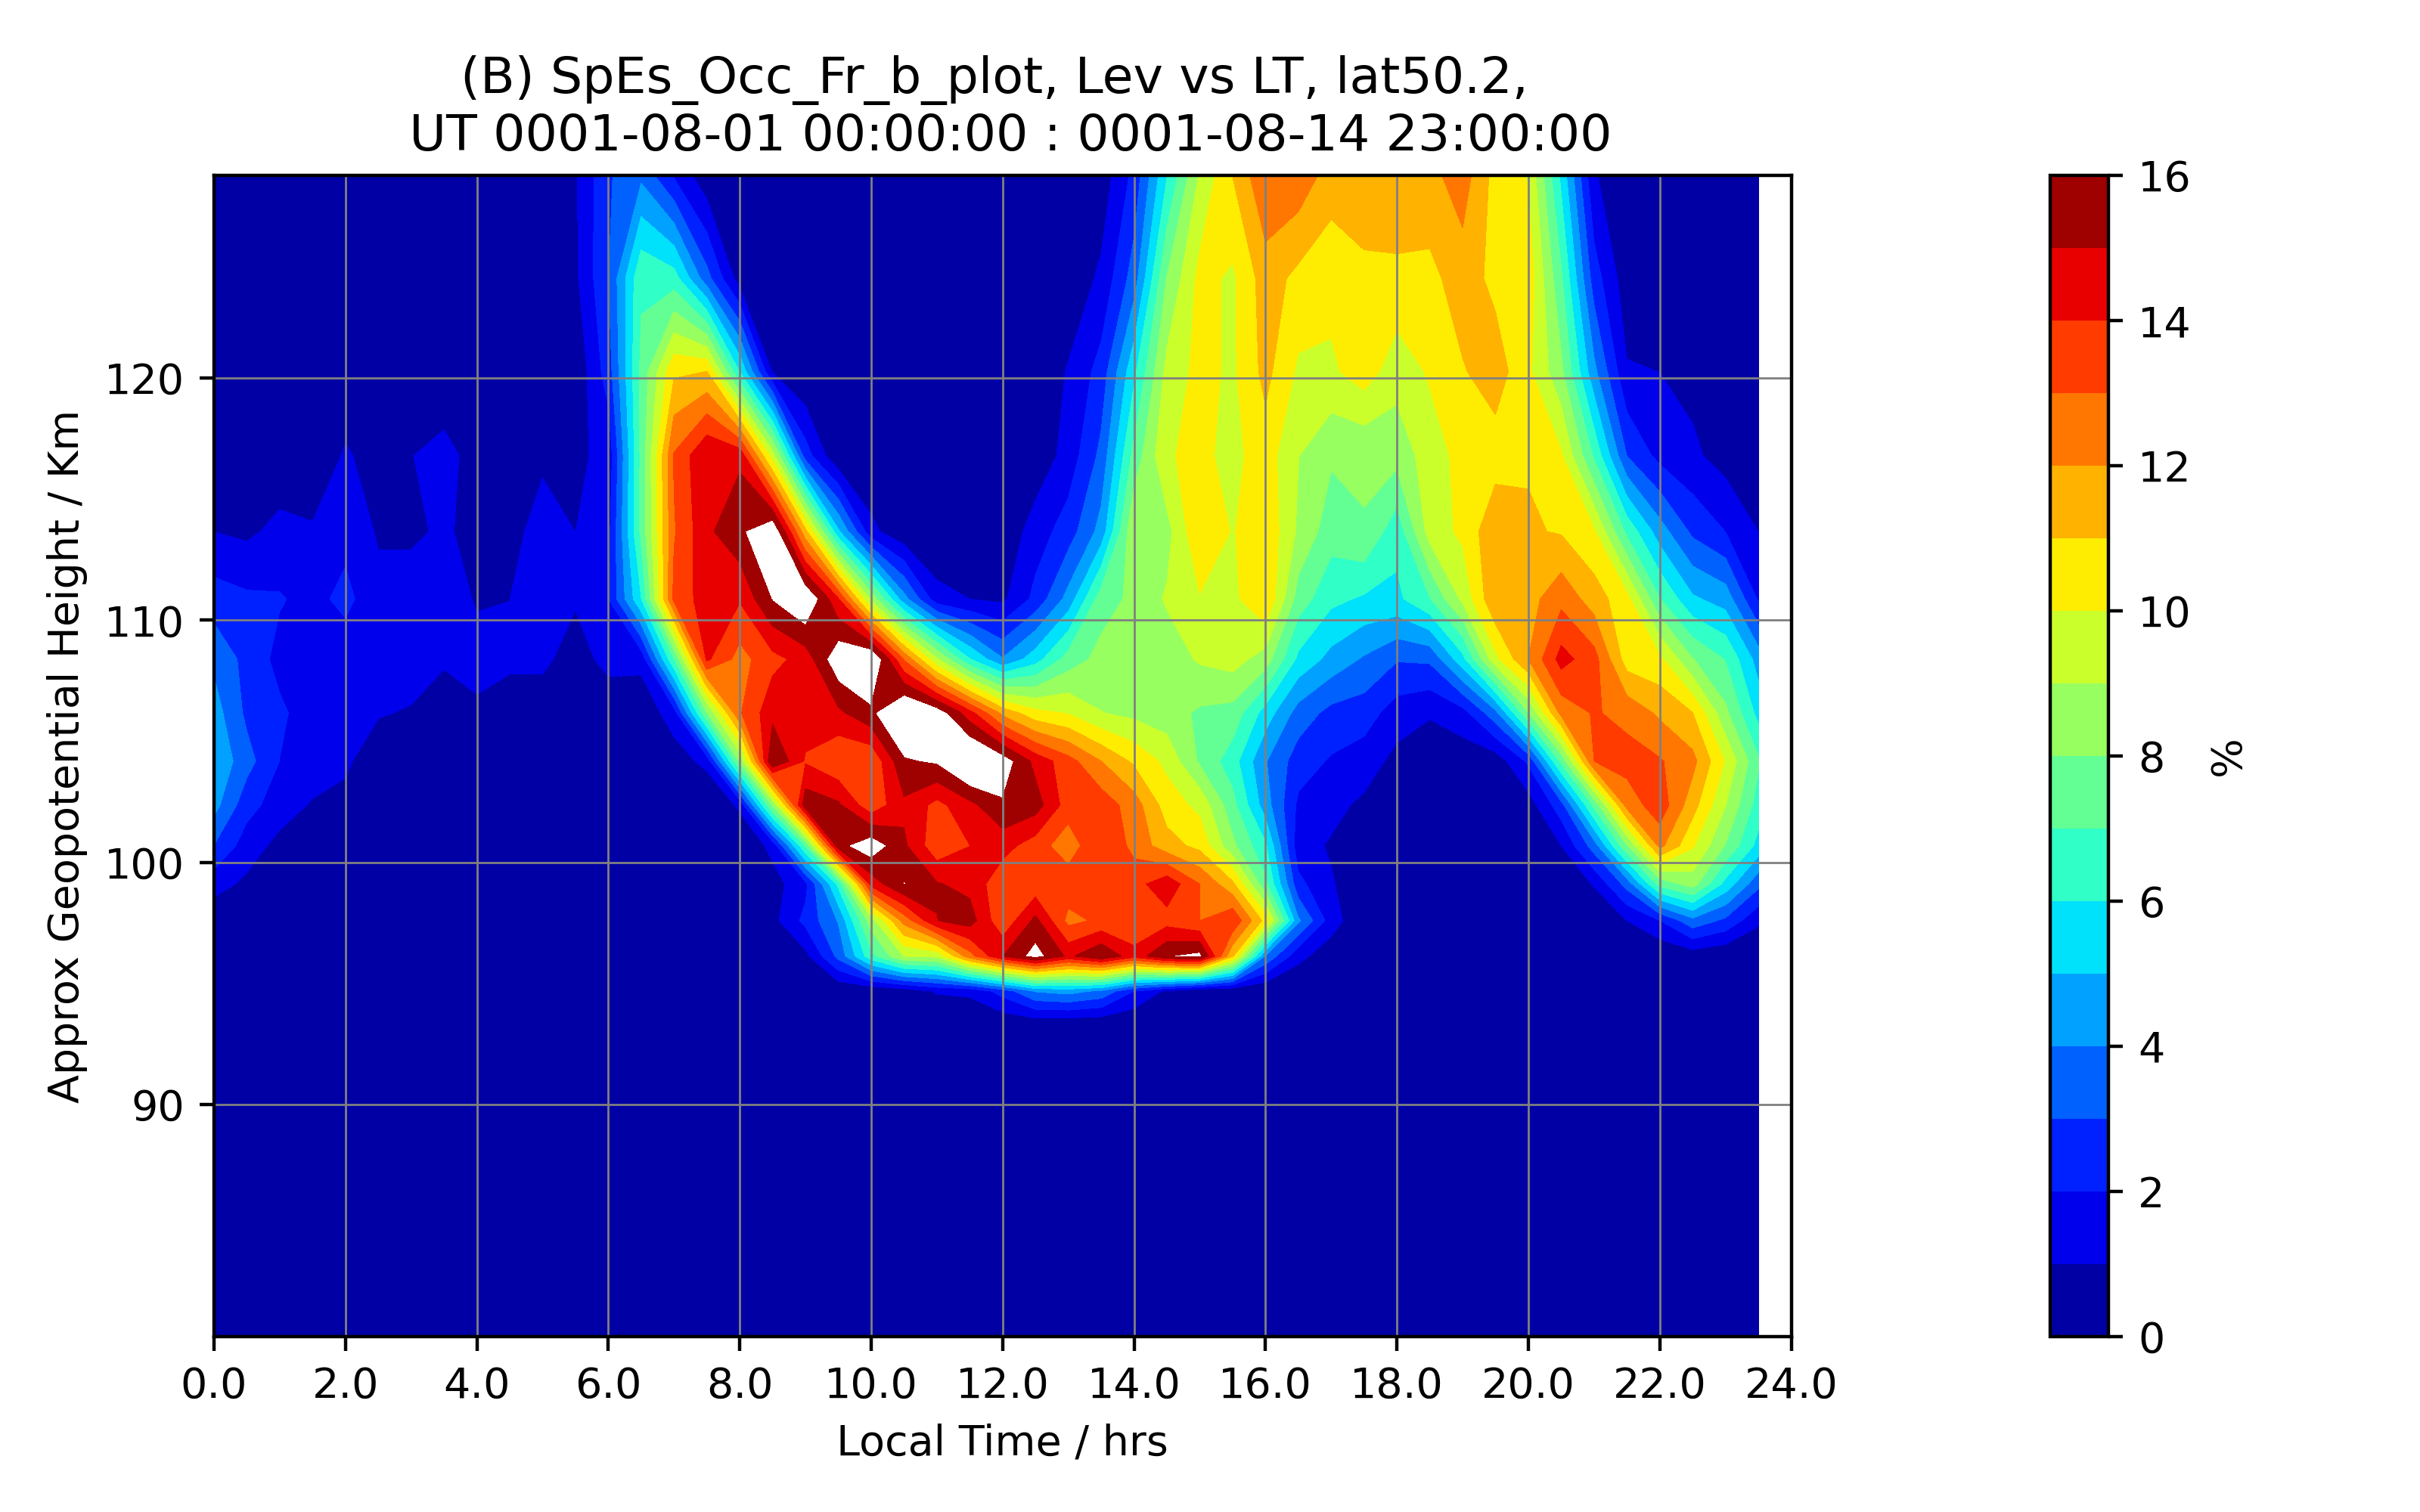 (B) SpEs_Occ_Fr_b_plot, Lev vs LT, lat50.2,
UT 0001-08-01 00:00:00 : 0001-08-14 23:00:00
Approx Geopotential Height / Km
120
110
100
90
0.0 2.0 4.0 6.0 8.0 10.0 12.0 14.0 16.0 18.0 20.0 22.0 24.0
Local Time / hrs
16
14
12
10
8
6
4
2
0
%